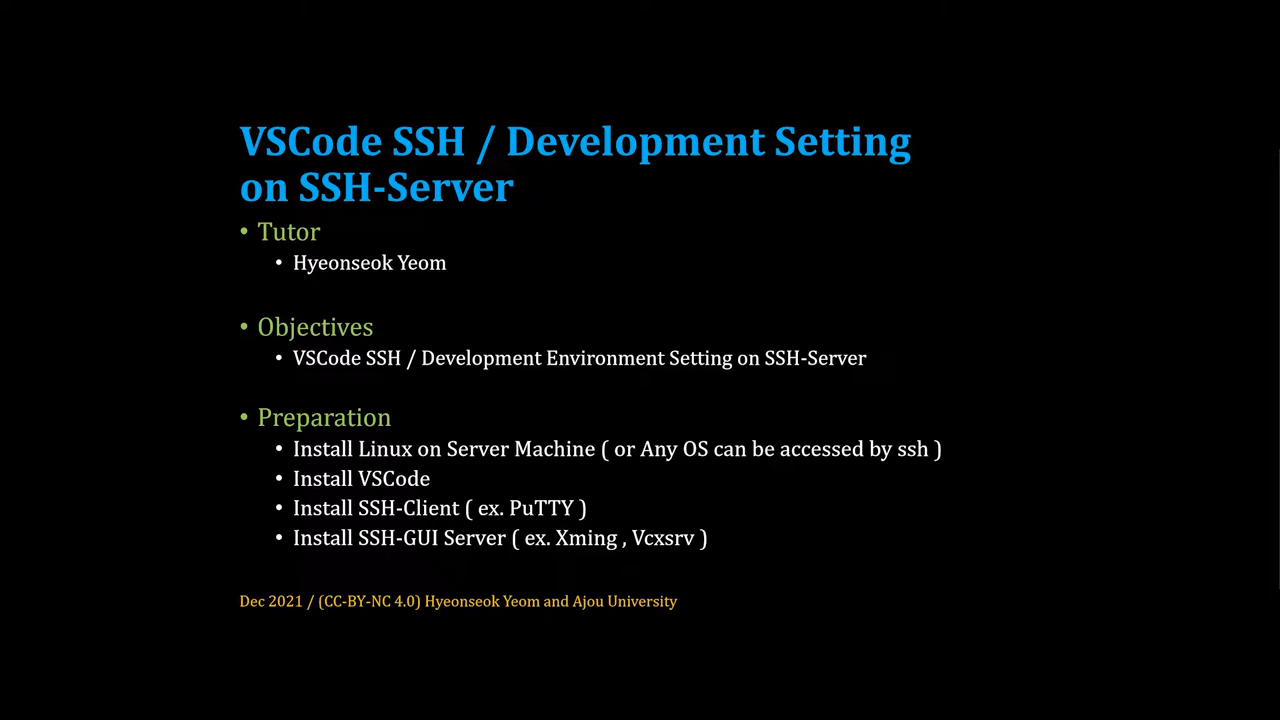 VSCode SSH / Development Setting
on SSH-Server
• Tutor
• Hyeonseok Yeom
• Objectives
• VSCode SSH / Development Environment Setting on SSH-Server
• Preparation
• Install Linux on Server Machine ( or Any OS can be accessed by ssh )
• Install VSCode
• Install SSH-Client ( ex. PuTTY )
• Install SSH-GUI Server ( ex. Xming , Vcxsrv )
Dec 2021 / (CC-BY-NC 4.0) Hyeonseok Yeom and Ajou University